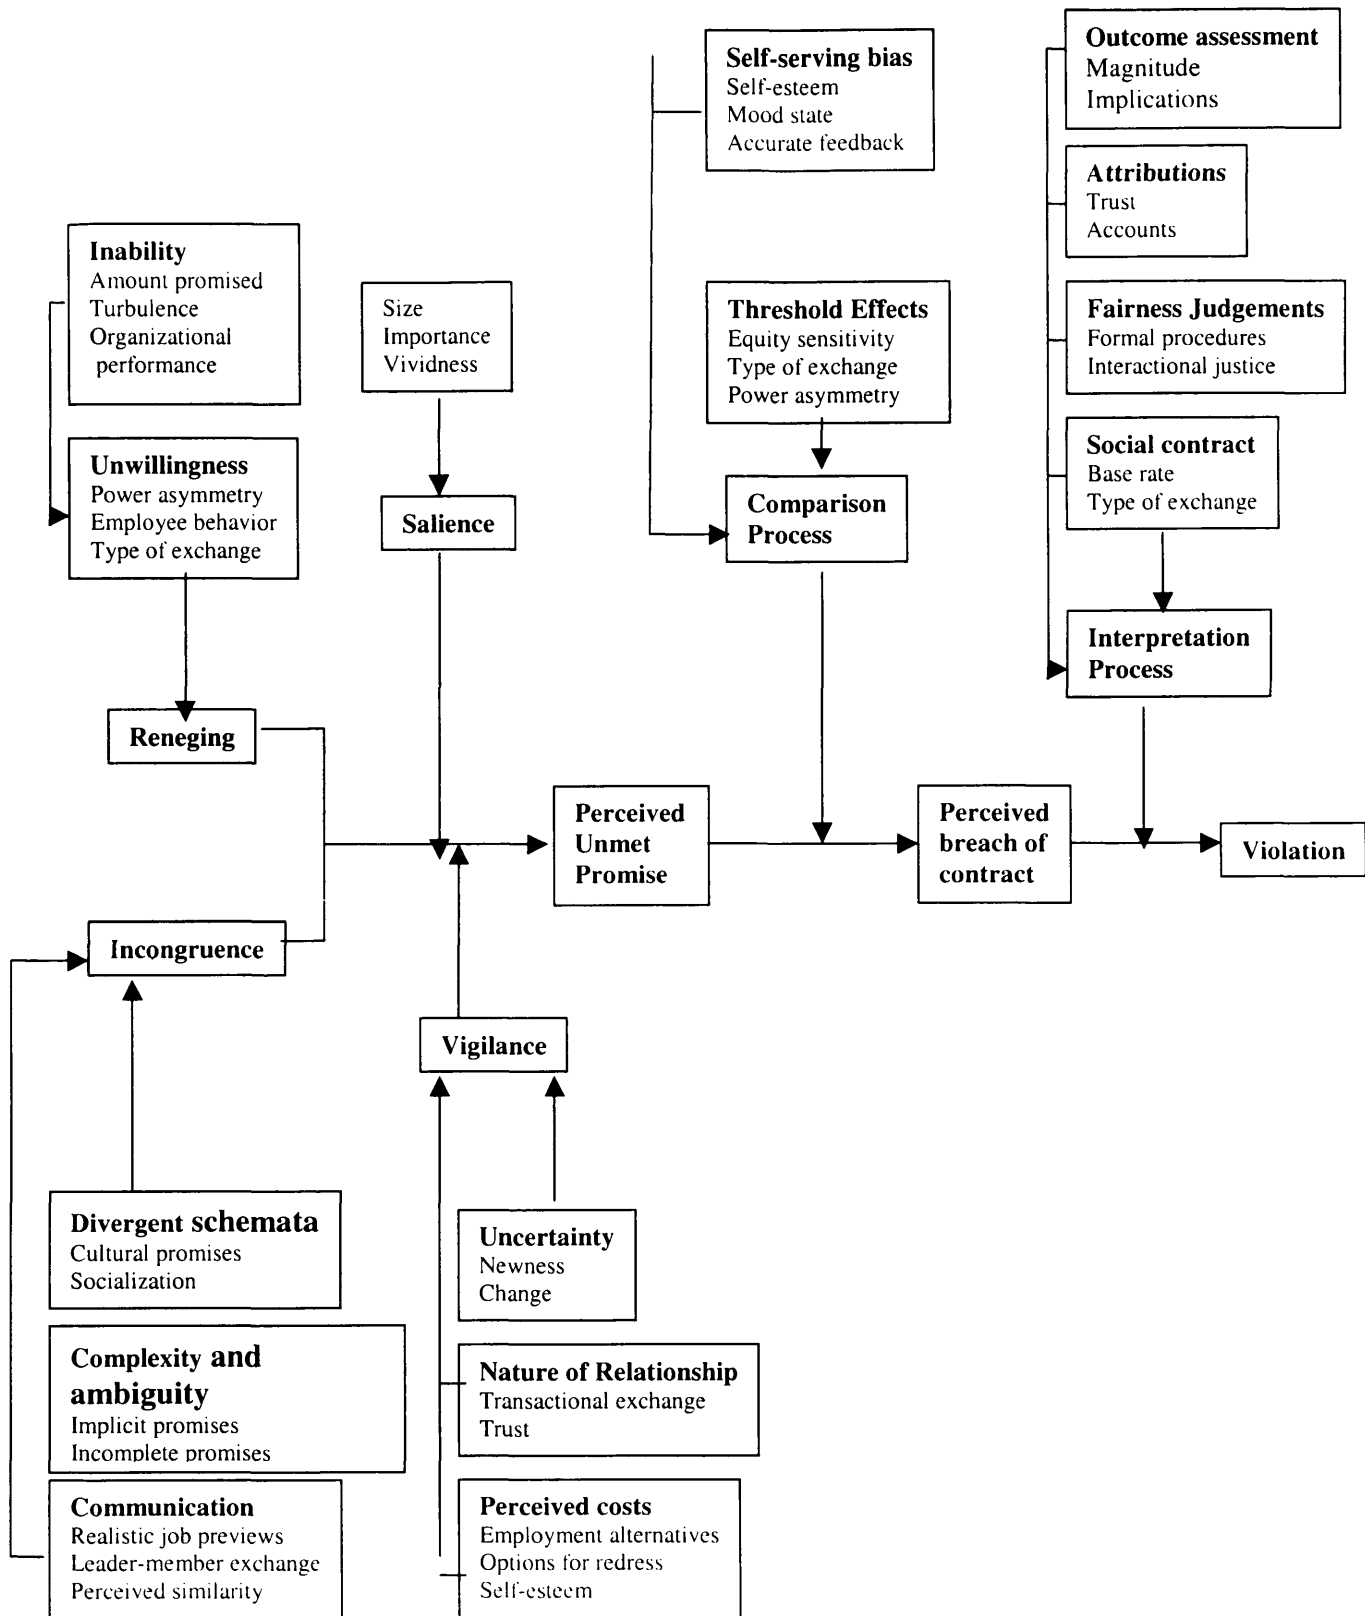 Self-serving bias
Self-esteem
Mood state
Accurate feedback
Outcome assessment
Magnitude
Implications
Attributions
Trust
Accounts
Inability
Amount promised
Turbulence
Organizational
performance
Size
Importance
Vividness
Threshold Effects
Equity sensitivity
Type of exchange
Power asymmetry
Fairness Judgements
Formal procedures
Interactional justice
Unwillingness
Power asymmetry
Employee behavior
Type of exchange
Salience
Comparison
Process
Social contract
Base rate
Type of exchange
Interpretation
Process
Reneging
Perceived
Unmet
Promise
Perceived
breach of
contract
Violation
Incongruence
Vigilance
Divergent schemata
Cultural promises
Socialization
Uncertainty
Newness
Change
Complexity and
ambiguity
Implicit promises
Incomplete promises
Nature of Relationship
Transactional exchange
Trust
Communication
Realistic job previews
Leader-member exchange
Perceived similarity
Perceived costs
Employment alternatives
Options for redress
Self-esteem